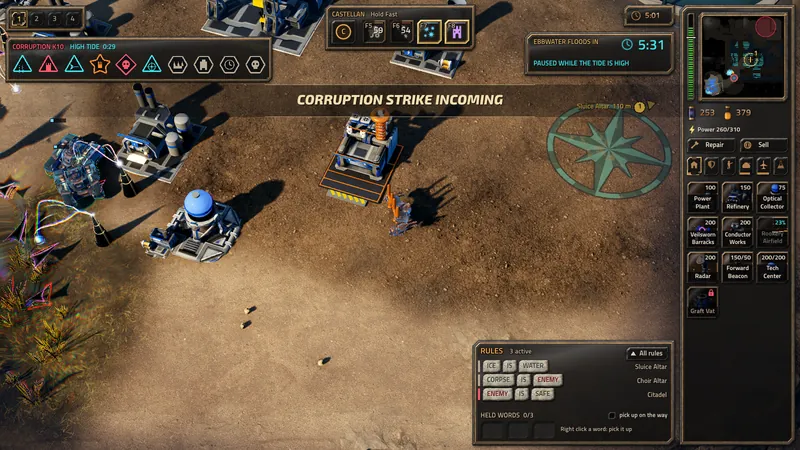 1 2 3 4
CASTELLAN Hold Fast
C F5 59 F6 54 F8
5:01
CORRUPTION K10 HIGH TIDE 0:29
EBBWATER FLOODS IN 5:31
PAUSED WHILE THE TIDE IS HIGH
CORRUPTION STRIKE INCOMING
Sluice Altar 110 m 1
1
253 379
Power 260/310
Repair Sell
100 150 75
Power Plant Refinery Optical Collector
200 200 23%
Veilsworn Barracks Conductor Works Airfield
200 150/50 200/200
Radar Forward Beacon Tech Center
Graft Vat
RULES 3 active All rules
ICE IS WATER Sluice Altar
CORPSE IS ENEMY Choir Altar
ENEMY IS SAFE Citadel
HELD WORDS 0/3 pick up on the way
Right click a word: pick it up